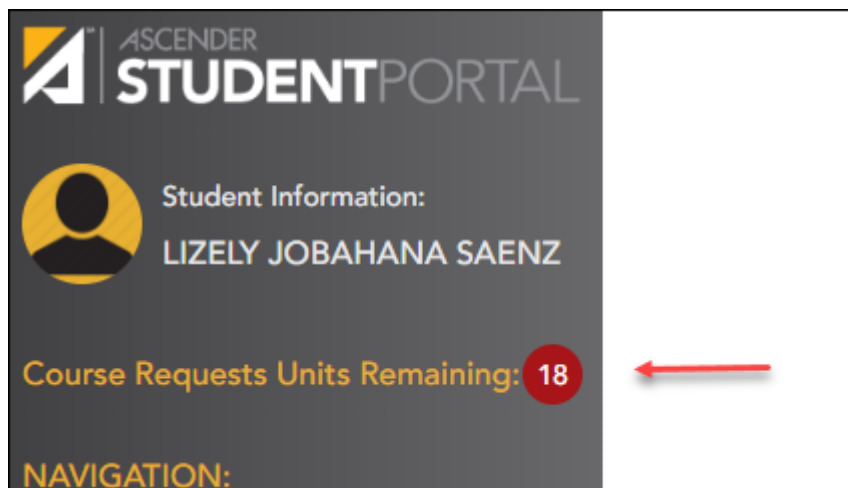 ASCENDER
STUDENTPORTAL
Student Information:
LIZELY JOBAHANA SAENZ
Course Requests Units Remaining: 18
NAVIGATION: